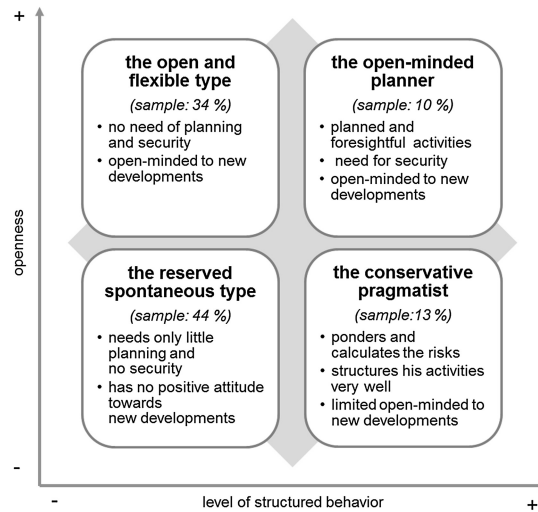 +
the open and
flexible type
(sample: 34 %)
• no need of planning
and security
• open-minded to new
developments
the open-minded
planner
(sample: 10 %)
• planned and
foresightful activities
• need for security
• open-minded to new
developments
openness
the reserved
spontaneous type
(sample: 44 %)
• needs only little
planning and
no security
• has no positive attitude
towards
new developments
the conservative
pragmatist
(sample:13 %)
• ponders and
calculates the risks
• structures his activities
very well
• limited open-minded to
new developments
-
- level of structured behavior +